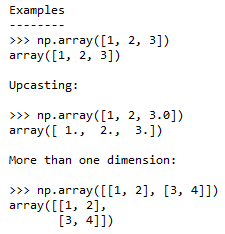 Examples
--------
>>> np.array([1, 2, 3])
array([1, 2, 3])
Upcasting:
>>> np.array([1, 2, 3.0])
array([ 1.,  2.,  3.])
More than one dimension:
>>> np.array([[1, 2], [3, 4]])
array([[1, 2],
       [3, 4]])